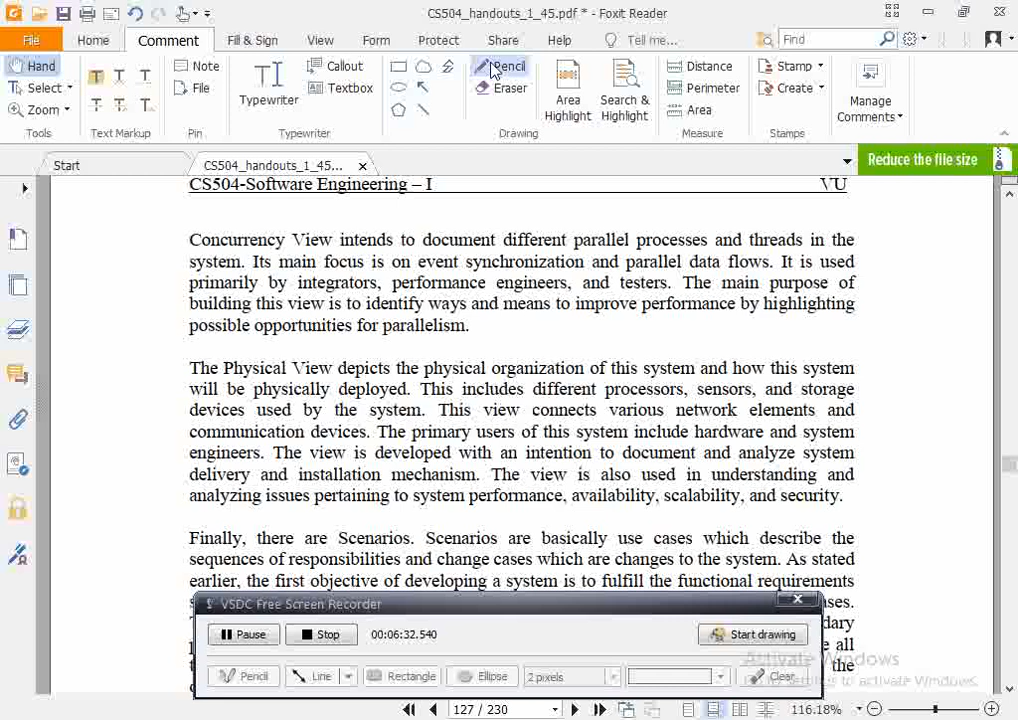 CS504_handouts_1_45.pdf * - Foxit Reader
File Home Comment Fill & Sign View Form Protect Share Help Tell me... Find
Hand Note Callout Pencil Distance Stamp
Select File Typewriter Textbox Eraser Area Highlight Search & Highlight Perimeter Create Manage Comments
Zoom Area
Tools Text Markup Pin Typewriter Drawing Measure Stamps
Start CS504_handouts_1_45... Reduce the file size
CS504-Software Engineering – I VU
Concurrency View intends to document different parallel processes and threads in the
system. Its main focus is on event synchronization and parallel data flows. It is used
primarily by integrators, performance engineers, and testers. The main purpose of
building this view is to identify ways and means to improve performance by highlighting
possible opportunities for parallelism.
The Physical View depicts the physical organization of this system and how this system
will be physically deployed. This includes different processors, sensors, and storage
devices used by the system. This view connects various network elements and
communication devices. The primary users of this system include hardware and system
engineers. The view is developed with an intention to document and analyze system
delivery and installation mechanism. The view is also used in understanding and
analyzing issues pertaining to system performance, availability, scalability, and security.
Finally, there are Scenarios. Scenarios are basically use cases which describe the
sequences of responsibilities and change cases which are changes to the system. As stated
earlier, the first objective of developing a system is to fulfill the functional requirements
VSDC Free Screen Recorder
Pause Stop 00:06:32.540 Start drawing
all
Activate Windows
the
Pencil Line Rectangle Ellipse 2 pixels Clear
to activate Windows.
127 / 230 116.18%